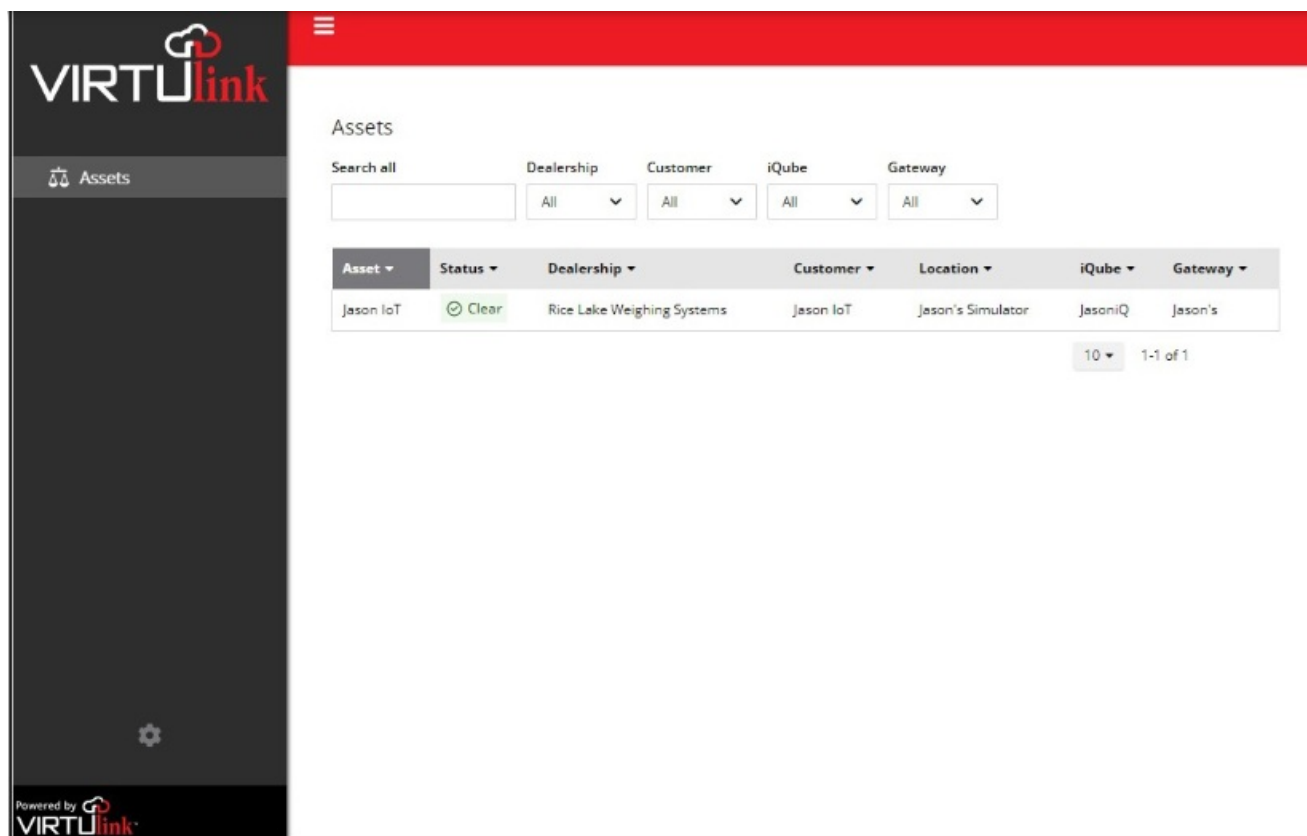 VIRTUlink
Assets
Assets
Search all Dealership Customer iQube Gateway
All All All All
Asset Status Dealership Customer Location iQube Gateway
Jason IoT Clear Rice Lake Weighing Systems Jason IoT Jason's Simulator JasoniQ Jason's
10 1-1 of 1
Powered by
VIRTUlink